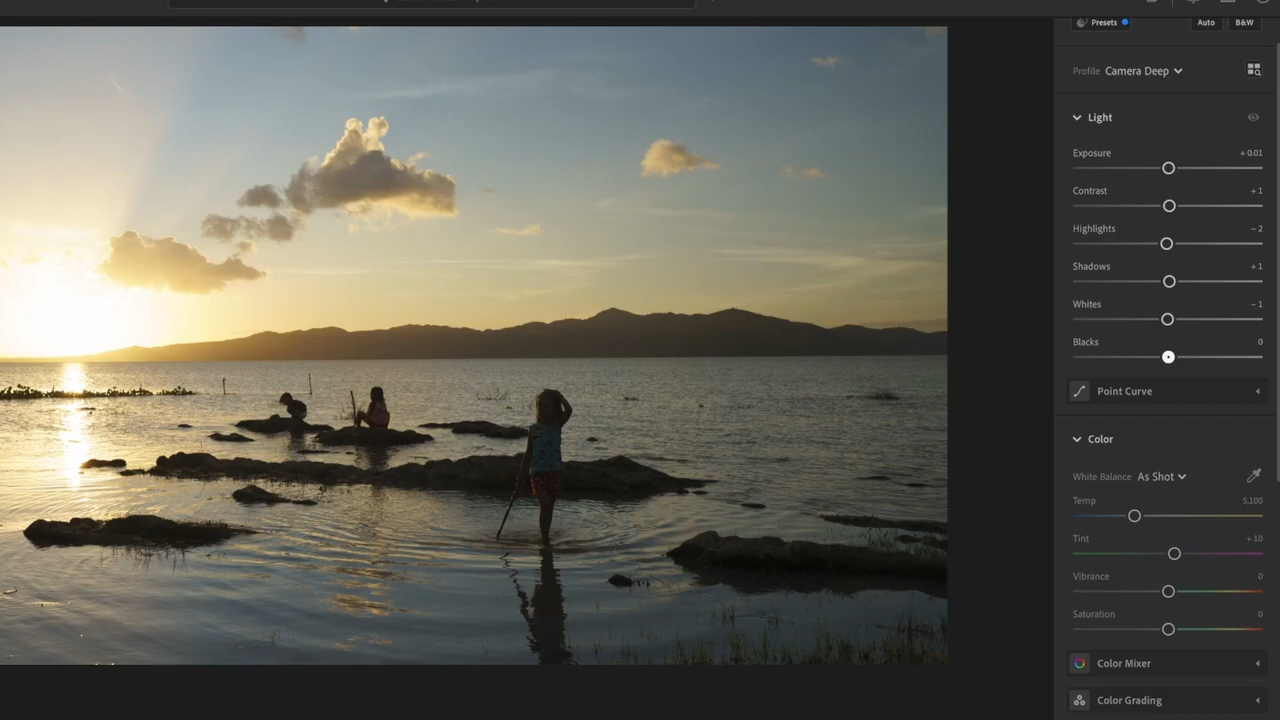 Presets Auto B&W
Profile Camera Deep
Light
Exposure + 0.01
Contrast + 1
Highlights − 2
Shadows + 1
Whites − 1
Blacks 0
Point Curve
Color
White Balance As Shot
Temp 5,100
Tint + 10
Vibrance 0
Saturation 0
Color Mixer
Color Grading